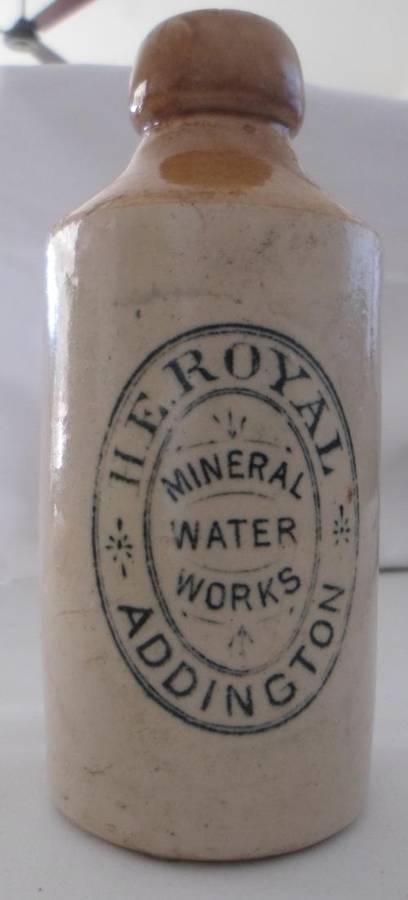 H.E. ROYAL
MINERAL
WATER
WORKS
ADDINGTON